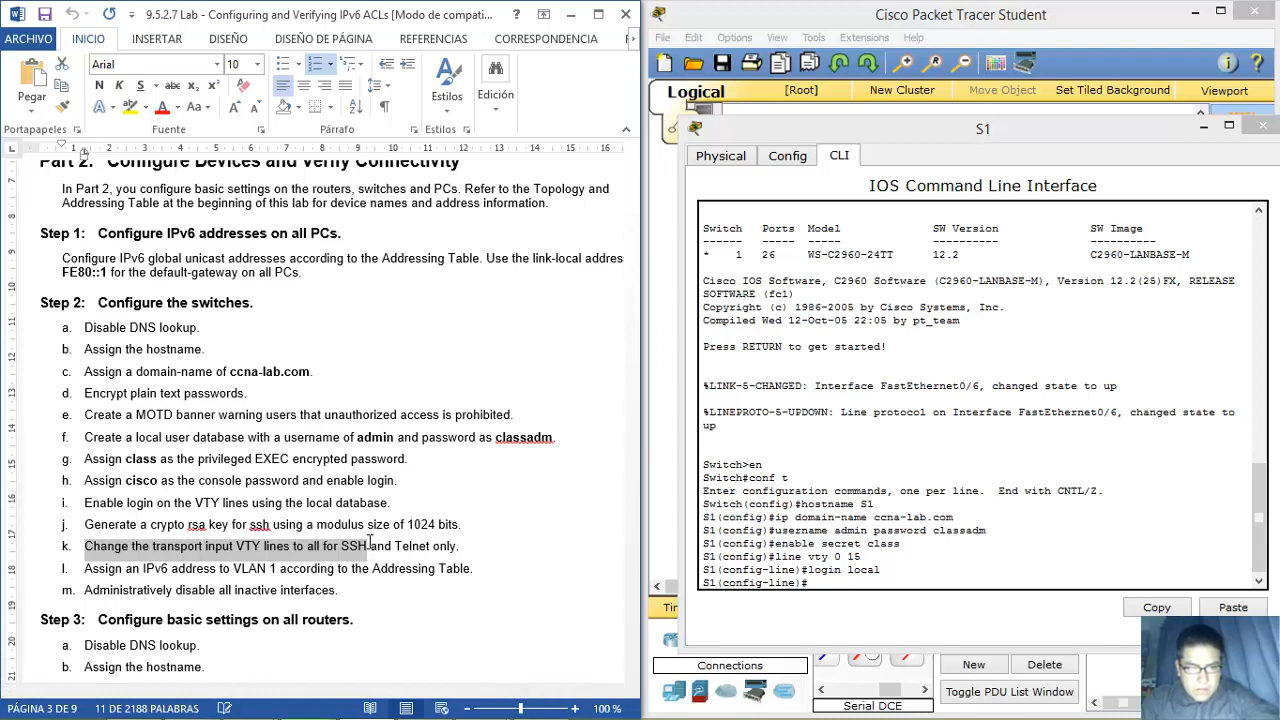 9.5.2.7 Lab - Configuring and Verifying IPv6 ACLs [Modo de compati...
ARCHIVO INICIO INSERTAR DISEÑO DISEÑO DE PÁGINA REFERENCIAS CORRESPONDENCIA
Arial 10
N K S abc x₂ x²
A A Aa A A
Pegar
Estilos
Edición
Portapapeles Fuente Párrafo Estilos
1 1 2 3 4 5 6 7 8 9 10 11 12 13 14 15 16
Part 2: Configure Devices and Verify Connectivity
In Part 2, you configure basic settings on the routers, switches and PCs. Refer to the Topology and
Addressing Table at the beginning of this lab for device names and address information.
Step 1: Configure IPv6 addresses on all PCs.
Configure IPv6 global unicast addresses according to the Addressing Table. Use the link-local addres
FE80::1 for the default-gateway on all PCs.
Step 2: Configure the switches.
a. Disable DNS lookup.
b. Assign the hostname.
c. Assign a domain-name of ccna-lab.com.
d. Encrypt plain text passwords.
e. Create a MOTD banner warning users that unauthorized access is prohibited.
f. Create a local user database with a username of admin and password as classadm.
g. Assign class as the privileged EXEC encrypted password.
h. Assign cisco as the console password and enable login.
i. Enable login on the VTY lines using the local database.
j. Generate a crypto rsa key for ssh using a modulus size of 1024 bits.
k. Change the transport input VTY lines to all for SSH and Telnet only.
l. Assign an IPv6 address to VLAN 1 according to the Addressing Table.
m. Administratively disable all inactive interfaces.
Step 3: Configure basic settings on all routers.
a. Disable DNS lookup.
b. Assign the hostname.
PÁGINA 3 DE 9 11 DE 2188 PALABRAS 100 %
Cisco Packet Tracer Student
File Edit Options View Tools Extensions Help
Logical [Root] New Cluster Move Object Set Tiled Background Viewport
S1
Physical Config CLI
IOS Command Line Interface
Switch Ports Model SW Version SW Image
------ ----- ----- ---------- ----------
* 1 26 WS-C2960-24TT 12.2 C2960-LANBASE-M
Cisco IOS Software, C2960 Software (C2960-LANBASE-M), Version 12.2(25)FX, RELEASE
SOFTWARE (fc1)
Copyright (c) 1986-2005 by Cisco Systems, Inc.
Compiled Wed 12-Oct-05 22:05 by pt_team
Press RETURN to get started!
%LINK-5-CHANGED: Interface FastEthernet0/6, changed state to up
%LINEPROTO-5-UPDOWN: Line protocol on Interface FastEthernet0/6, changed state to
up
Switch>en
Switch#conf t
Enter configuration commands, one per line. End with CNTL/Z.
Switch(config)#hostname S1
S1(config)#ip domain-name ccna-lab.com
S1(config)#username admin password classadm
S1(config)#enable secret class
S1(config)#line vty 0 15
S1(config-line)#login local
S1(config-line)#
Copy Paste
Connections
New Delete
Toggle PDU List Window
Serial DCE